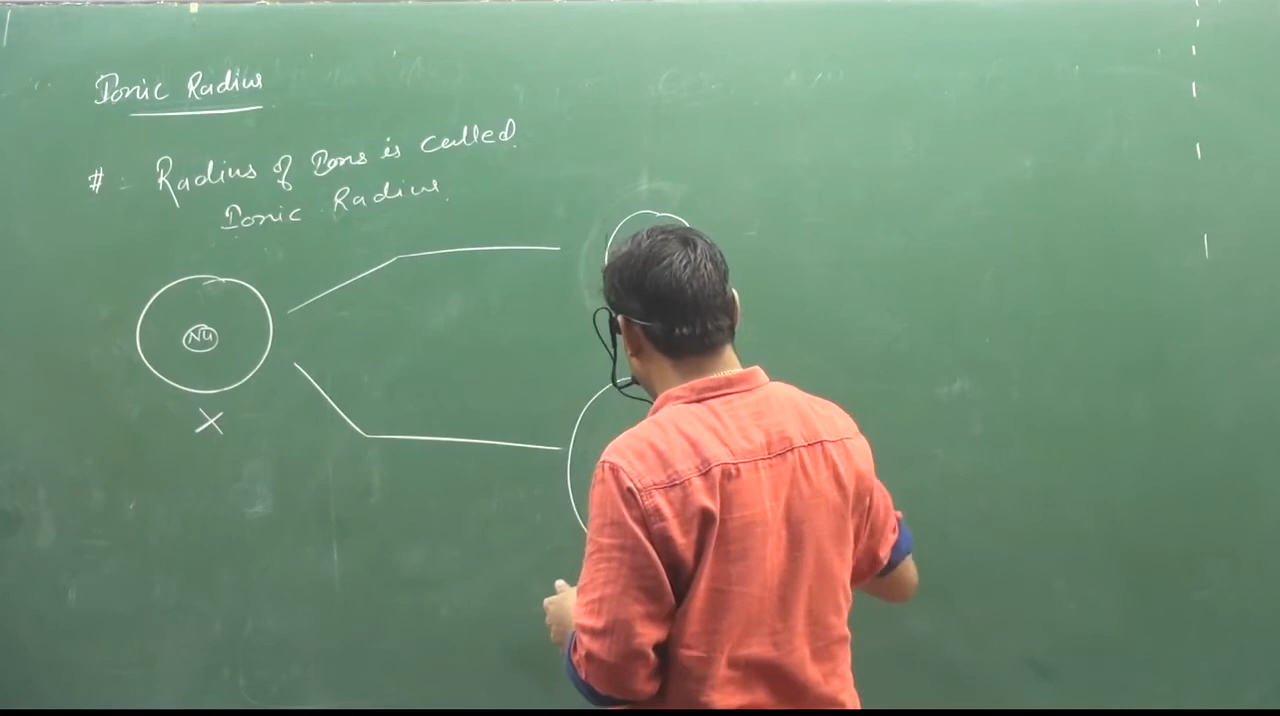 Ionic Radius
# Radius of Ions is called
Ionic Radius.
Nu
X